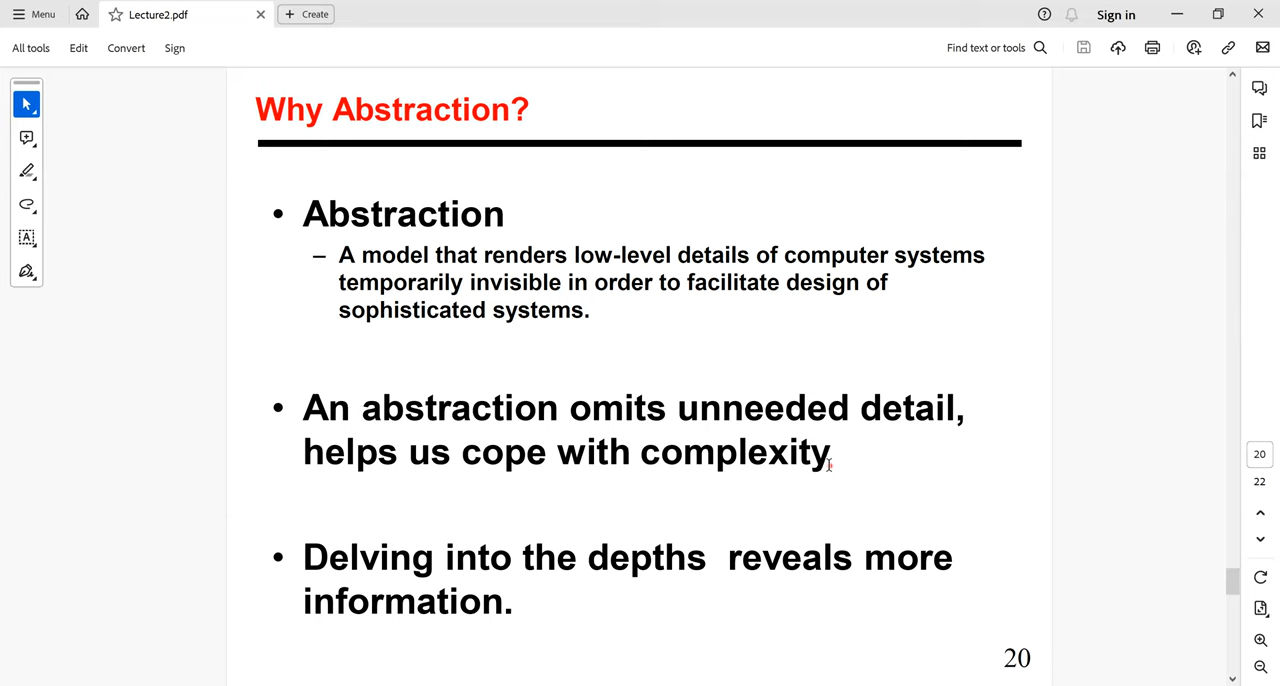 Menu
Lecture2.pdf
Create
Sign in
All tools
Edit
Convert
Sign
Find text or tools
Why Abstraction?
• Abstraction
– A model that renders low-level details of computer systems
temporarily invisible in order to facilitate design of
sophisticated systems.
• An abstraction omits unneeded detail,
helps us cope with complexity
• Delving into the depths reveals more
information.
20
20
22